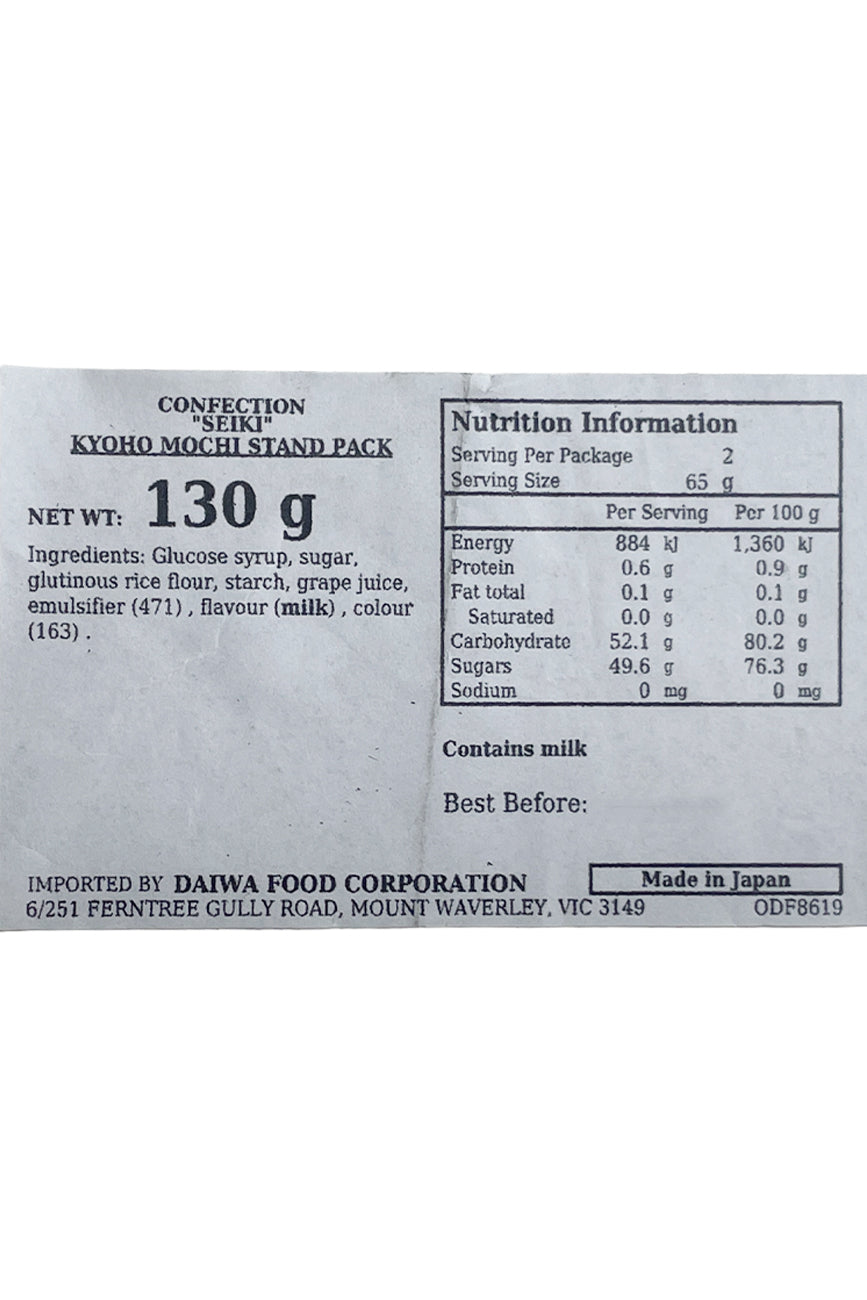 CONFECTION
"SEIKI"
KYOHO MOCHI STAND PACK
NET WT: 130 g
Ingredients: Glucose syrup, sugar,
glutinous rice flour, starch, grape juice,
emulsifier (471) , flavour (milk) , colour
(163) .
Nutrition Information
Serving Per Package 2
Serving Size 65 g
Per Serving Per 100 g
Energy 884 kJ 1,360 kJ
Protein 0.6 g 0.9 g
Fat total 0.1 g 0.1 g
Saturated 0.0 g 0.0 g
Carbohydrate 52.1 g 80.2 g
Sugars 49.6 g 76.3 g
Sodium 0 mg 0 mg
Contains milk
Best Before:
IMPORTED BY DAIWA FOOD CORPORATION
6/251 FERNTREE GULLY ROAD, MOUNT WAVERLEY, VIC 3149
Made in Japan
ODF8619